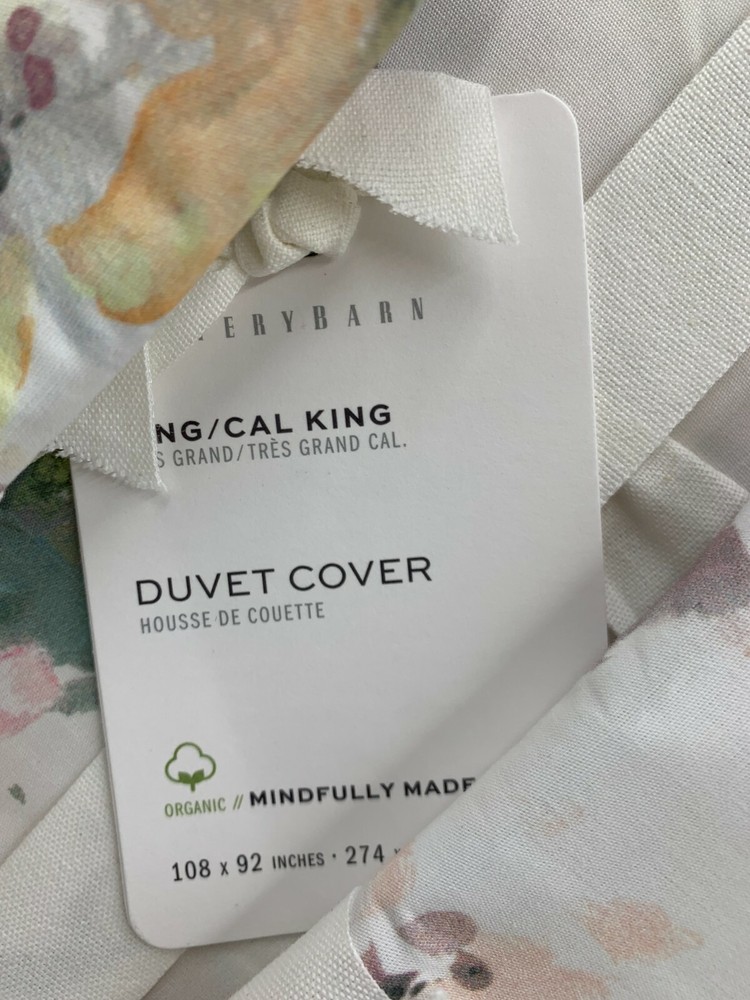 ERYBARN
NG/CAL KING
S GRAND/TRÈS GRAND CAL.
DUVET COVER
HOUSSE DE COUETTE
ORGANIC // MINDFULLY MADE
108 x 92 INCHES · 274